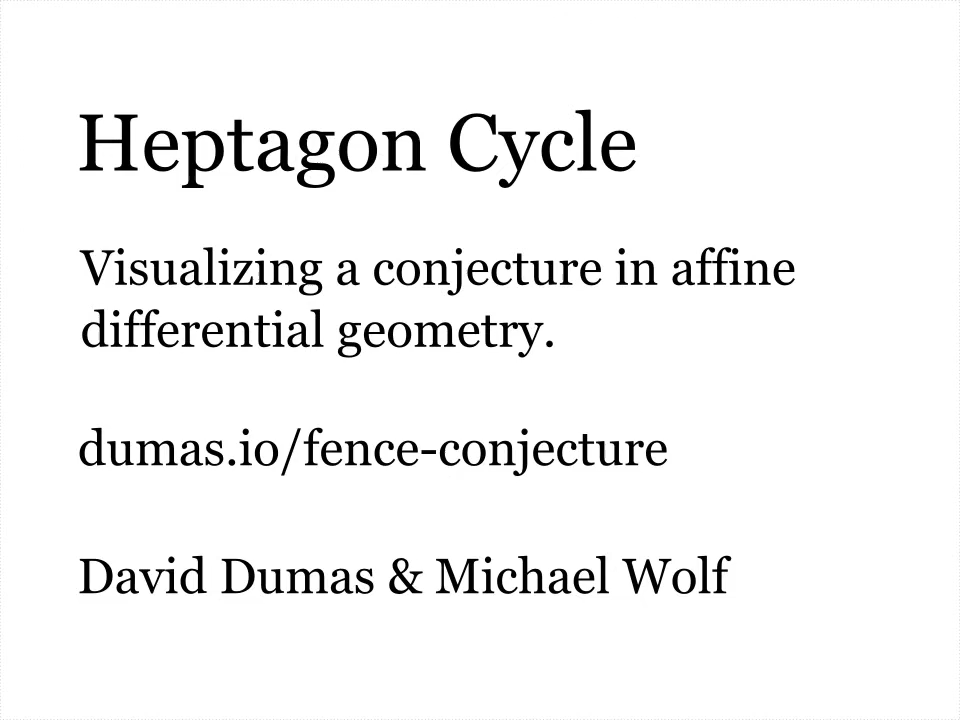 Heptagon Cycle
Visualizing a conjecture in affine
differential geometry.
dumas.io/fence-conjecture
David Dumas & Michael Wolf